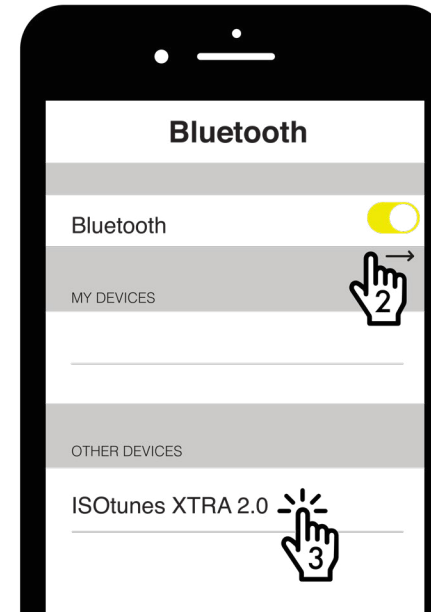 Bluetooth
Bluetooth
2
MY DEVICES
OTHER DEVICES
ISOtunes XTRA 2.0
3